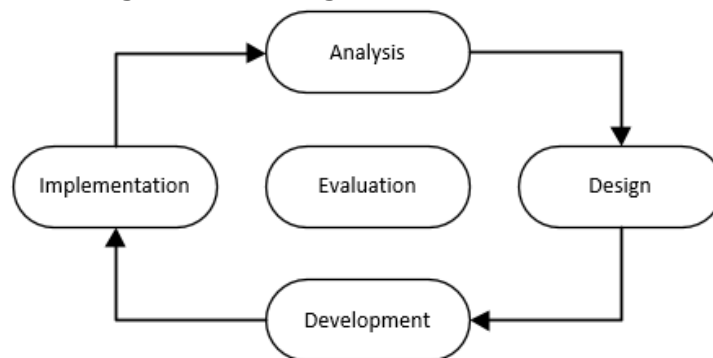 Analysis
Implementation
Evaluation
Design
Development